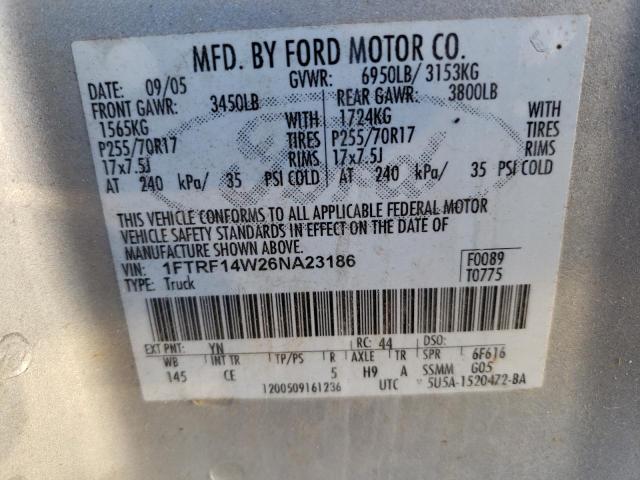 MFD. BY FORD MOTOR CO.
DATE: 09/05 GVWR: 6950LB/ 3153KG
FRONT GAWR: 3450LB REAR GAWR: 3800LB
1565KG WITH 1724KG WITH
P255/70R17 TIRES P255/70R17 TIRES
17x7.5J RIMS 17x7.5J RIMS
AT 240 kPa/ 35 PSI COLD AT 240 kPa/ 35 PSI COLD
THIS VEHICLE CONFORMS TO ALL APPLICABLE FEDERAL MOTOR
VEHICLE SAFETY STANDARDS IN EFFECT ON THE DATE OF
MANUFACTURE SHOWN ABOVE.
VIN: 1FTRF14W26NA23186 F0089
TYPE: Truck T0775
EXT PNT: YN RC: 44 DSO:
WB INT TR TP/PS R AXLE TR SPR 6F616
145 CE 5 H9 A SSMM G05
1200509161236 UTC 5U5A-1520472-BA
Ford